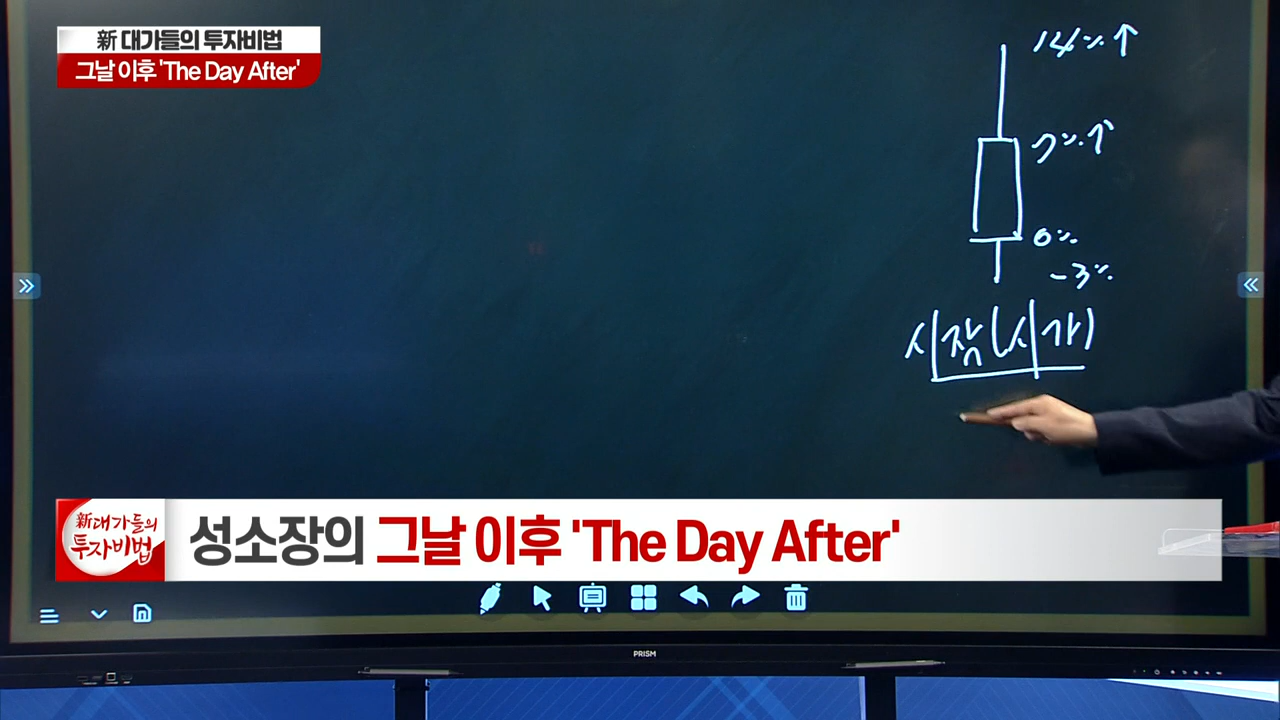 新 대가들의 투자비법
그날 이후 'The Day After'
14%↑
7%↑
0%
-3%
시장(시가)
新대가들의
투자비법
성소장의 그날 이후 'The Day After'
PRISM